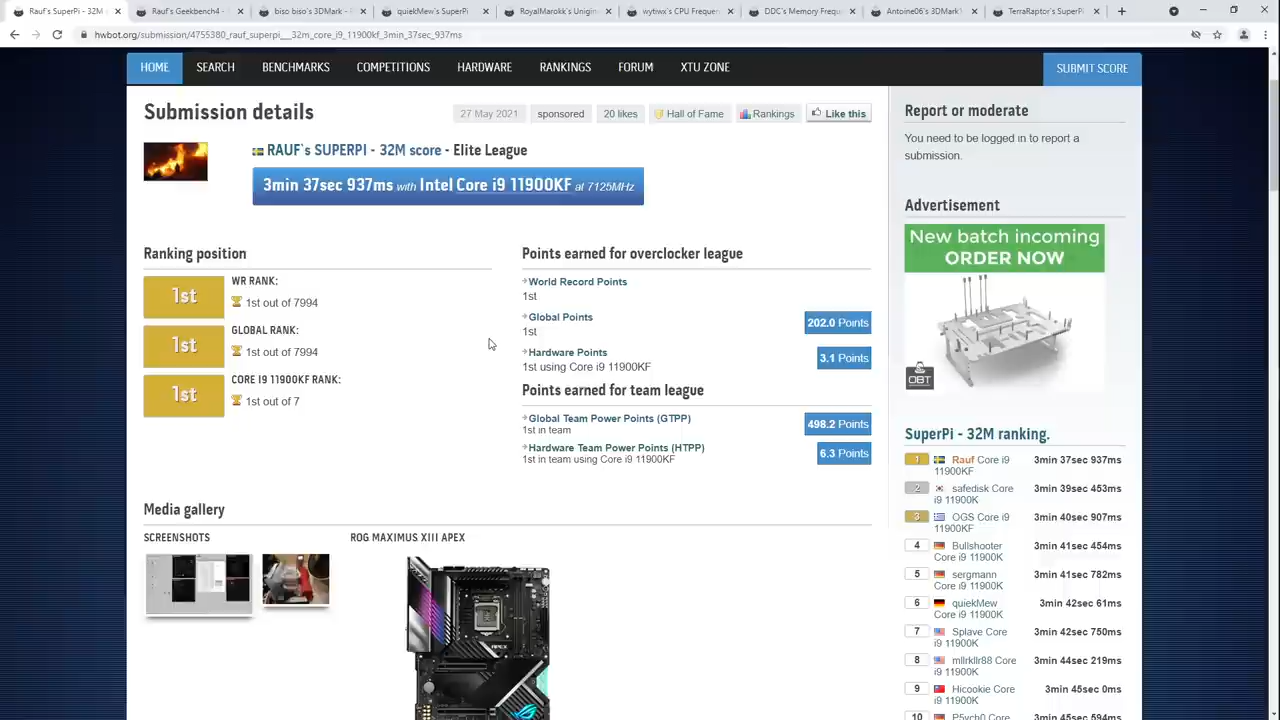 Rauf's SuperPi - 32M
Rauf's Geekbench4 -
biso biso's 3DMark -
quiekMew's SuperPi
RoyalMarokk's Unigin
wytiwx's CPU Frequen
DDC's Memory
Antoine06's 3DMark1
TerraRaptor's SuperPi
hwbot.org/submission/4755380_rauf_superpi___32m_core_i9_11900kf_3min_37sec_937ms
HOME
SEARCH
BENCHMARKS
COMPETITIONS
HARDWARE
RANKINGS
FORUM
XTU ZONE
SUBMIT SCORE
Submission details
27 May 2021
sponsored
20 likes
Hall of Fame
Rankings
Like this
RAUF`s SUPERPI - 32M score - Elite League
3min 37sec 937ms with Intel Core i9 11900KF at 7125MHz
Ranking position
1st
WR RANK:
1st out of 7994
1st
GLOBAL RANK:
1st out of 7994
1st
CORE I9 11900KF RANK:
1st out of 7
Points earned for overclocker league
World Record Points
1st
Global Points
1st
202.0 Points
Hardware Points
1st using Core i9 11900KF
3.1 Points
Points earned for team league
Global Team Power Points (GTPP)
1st in team
498.2 Points
Hardware Team Power Points (HTPP)
1st in team using Core i9 11900KF
6.3 Points
Media gallery
SCREENSHOTS
ROG MAXIMUS XIII APEX
APEX
Report or moderate
You need to be logged in to report a
submission.
Advertisement
New batch incoming
ORDER NOW
OBT
SuperPi - 32M ranking.
1 Rauf Core i9 11900KF 3min 37sec 937ms
2 safedisk Core i9 11900K 3min 39sec 453ms
3 OGS Core i9 11900KF 3min 40sec 907ms
4 Bullshooter Core i9 11900K 3min 41sec 454ms
5 sergmann Core i9 11900K 3min 41sec 782ms
6 quiekMew Core i9 11900K 3min 42sec 61ms
7 Splave Core i9 11900K 3min 42sec 750ms
8 mllrkllr88 Core i9 11900K 3min 44sec 219ms
9 Hicookie Core i9 11900K 3min 45sec 0ms
10 P5ych0 Core 3min 45sec 594ms